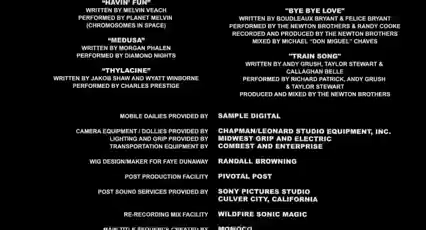 "HAVIN' FUN"
WRITTEN BY MELVIN VEACH
PERFORMED BY PLANET MELVIN
(CHROMOSOMES IN SPACE)
"MEDUSA"
WRITTEN BY MORGAN PHALEN
PERFORMED BY DIAMOND NIGHTS
"THYLACINE"
WRITTEN BY JAKOB SHAW AND WYATT WINBORNE
PERFORMED BY CHARLES PRESTIGE
"BYE BYE LOVE"
WRITTEN BY BOUDLEAUX BRYANT & FELICE BRYANT
PERFORMED BY THE NEWTON BROTHERS & RANDY COOKE
RECORDED AND PRODUCED BY THE NEWTON BROTHERS
MIXED BY MICHAEL "DON MIGUEL" CHAVES
"TRAIN SONG"
WRITTEN BY ANDY GRUSH, TAYLOR STEWART &
CALLAGHAN BELLE
PERFORMED BY RICHARD PATRICK, ANDY GRUSH
& TAYLOR STEWART
PRODUCED AND MIXED BY THE NEWTON BROTHERS
MOBILE DAILIES PROVIDED BY SAMPLE DIGITAL
CAMERA EQUIPMENT / DOLLIES PROVIDED BY CHAPMAN/LEONARD STUDIO EQUIPMENT, INC.
LIGHTING AND GRIP PROVIDED BY MIDWEST GRIP AND ELECTRIC
TRANSPORTATION EQUIPMENT BY COMBEST AND ENTERPRISE
WIG DESIGN/MAKER FOR FAYE DUNAWAY RANDALL BROWNING
POST PRODUCTION FACILITY PIVOTAL POST
POST SOUND SERVICES PROVIDED BY SONY PICTURES STUDIO
CULVER CITY, CALIFORNIA
RE-RECORDING MIX FACILITY WILDFIRE SONIC MAGIC
MAIN TITLE SEQUENCE CREATED BY